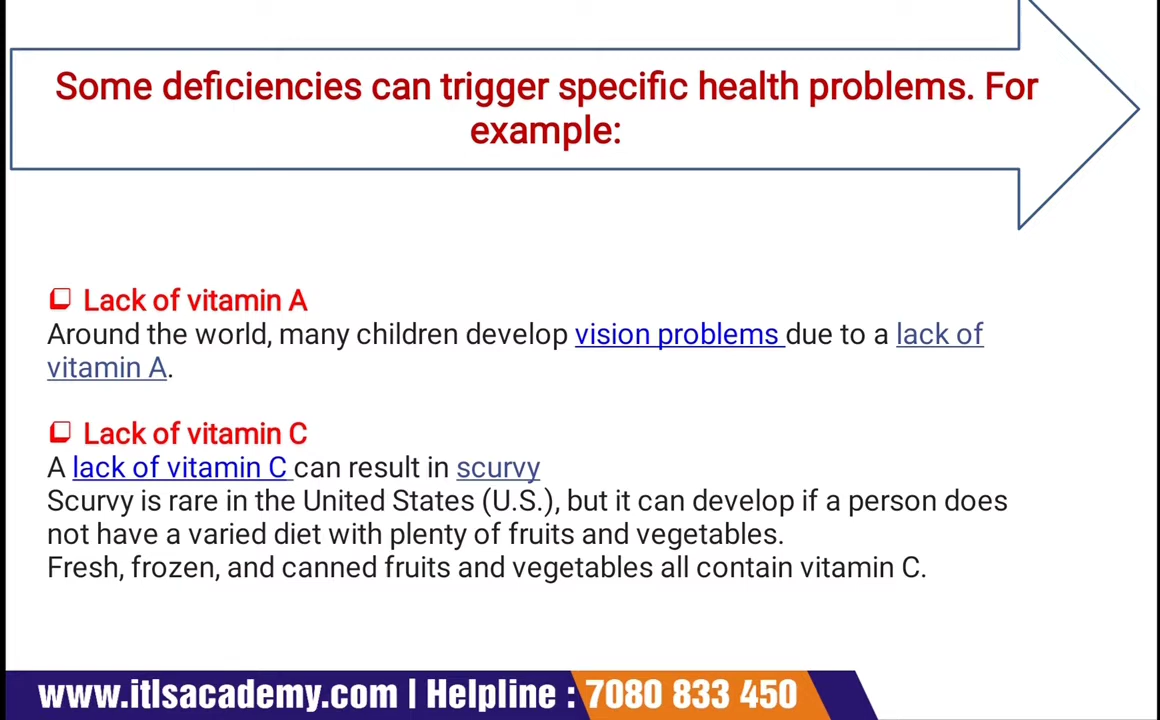 Some deficiencies can trigger specific health problems. For
example:
Lack of vitamin A
Around the world, many children develop vision problems due to a lack of
vitamin A.
Lack of vitamin C
A lack of vitamin C can result in scurvy
Scurvy is rare in the United States (U.S.), but it can develop if a person does
not have a varied diet with plenty of fruits and vegetables.
Fresh, frozen, and canned fruits and vegetables all contain vitamin C.
www.itlsacademy.com | Helpline : 7080 833 450